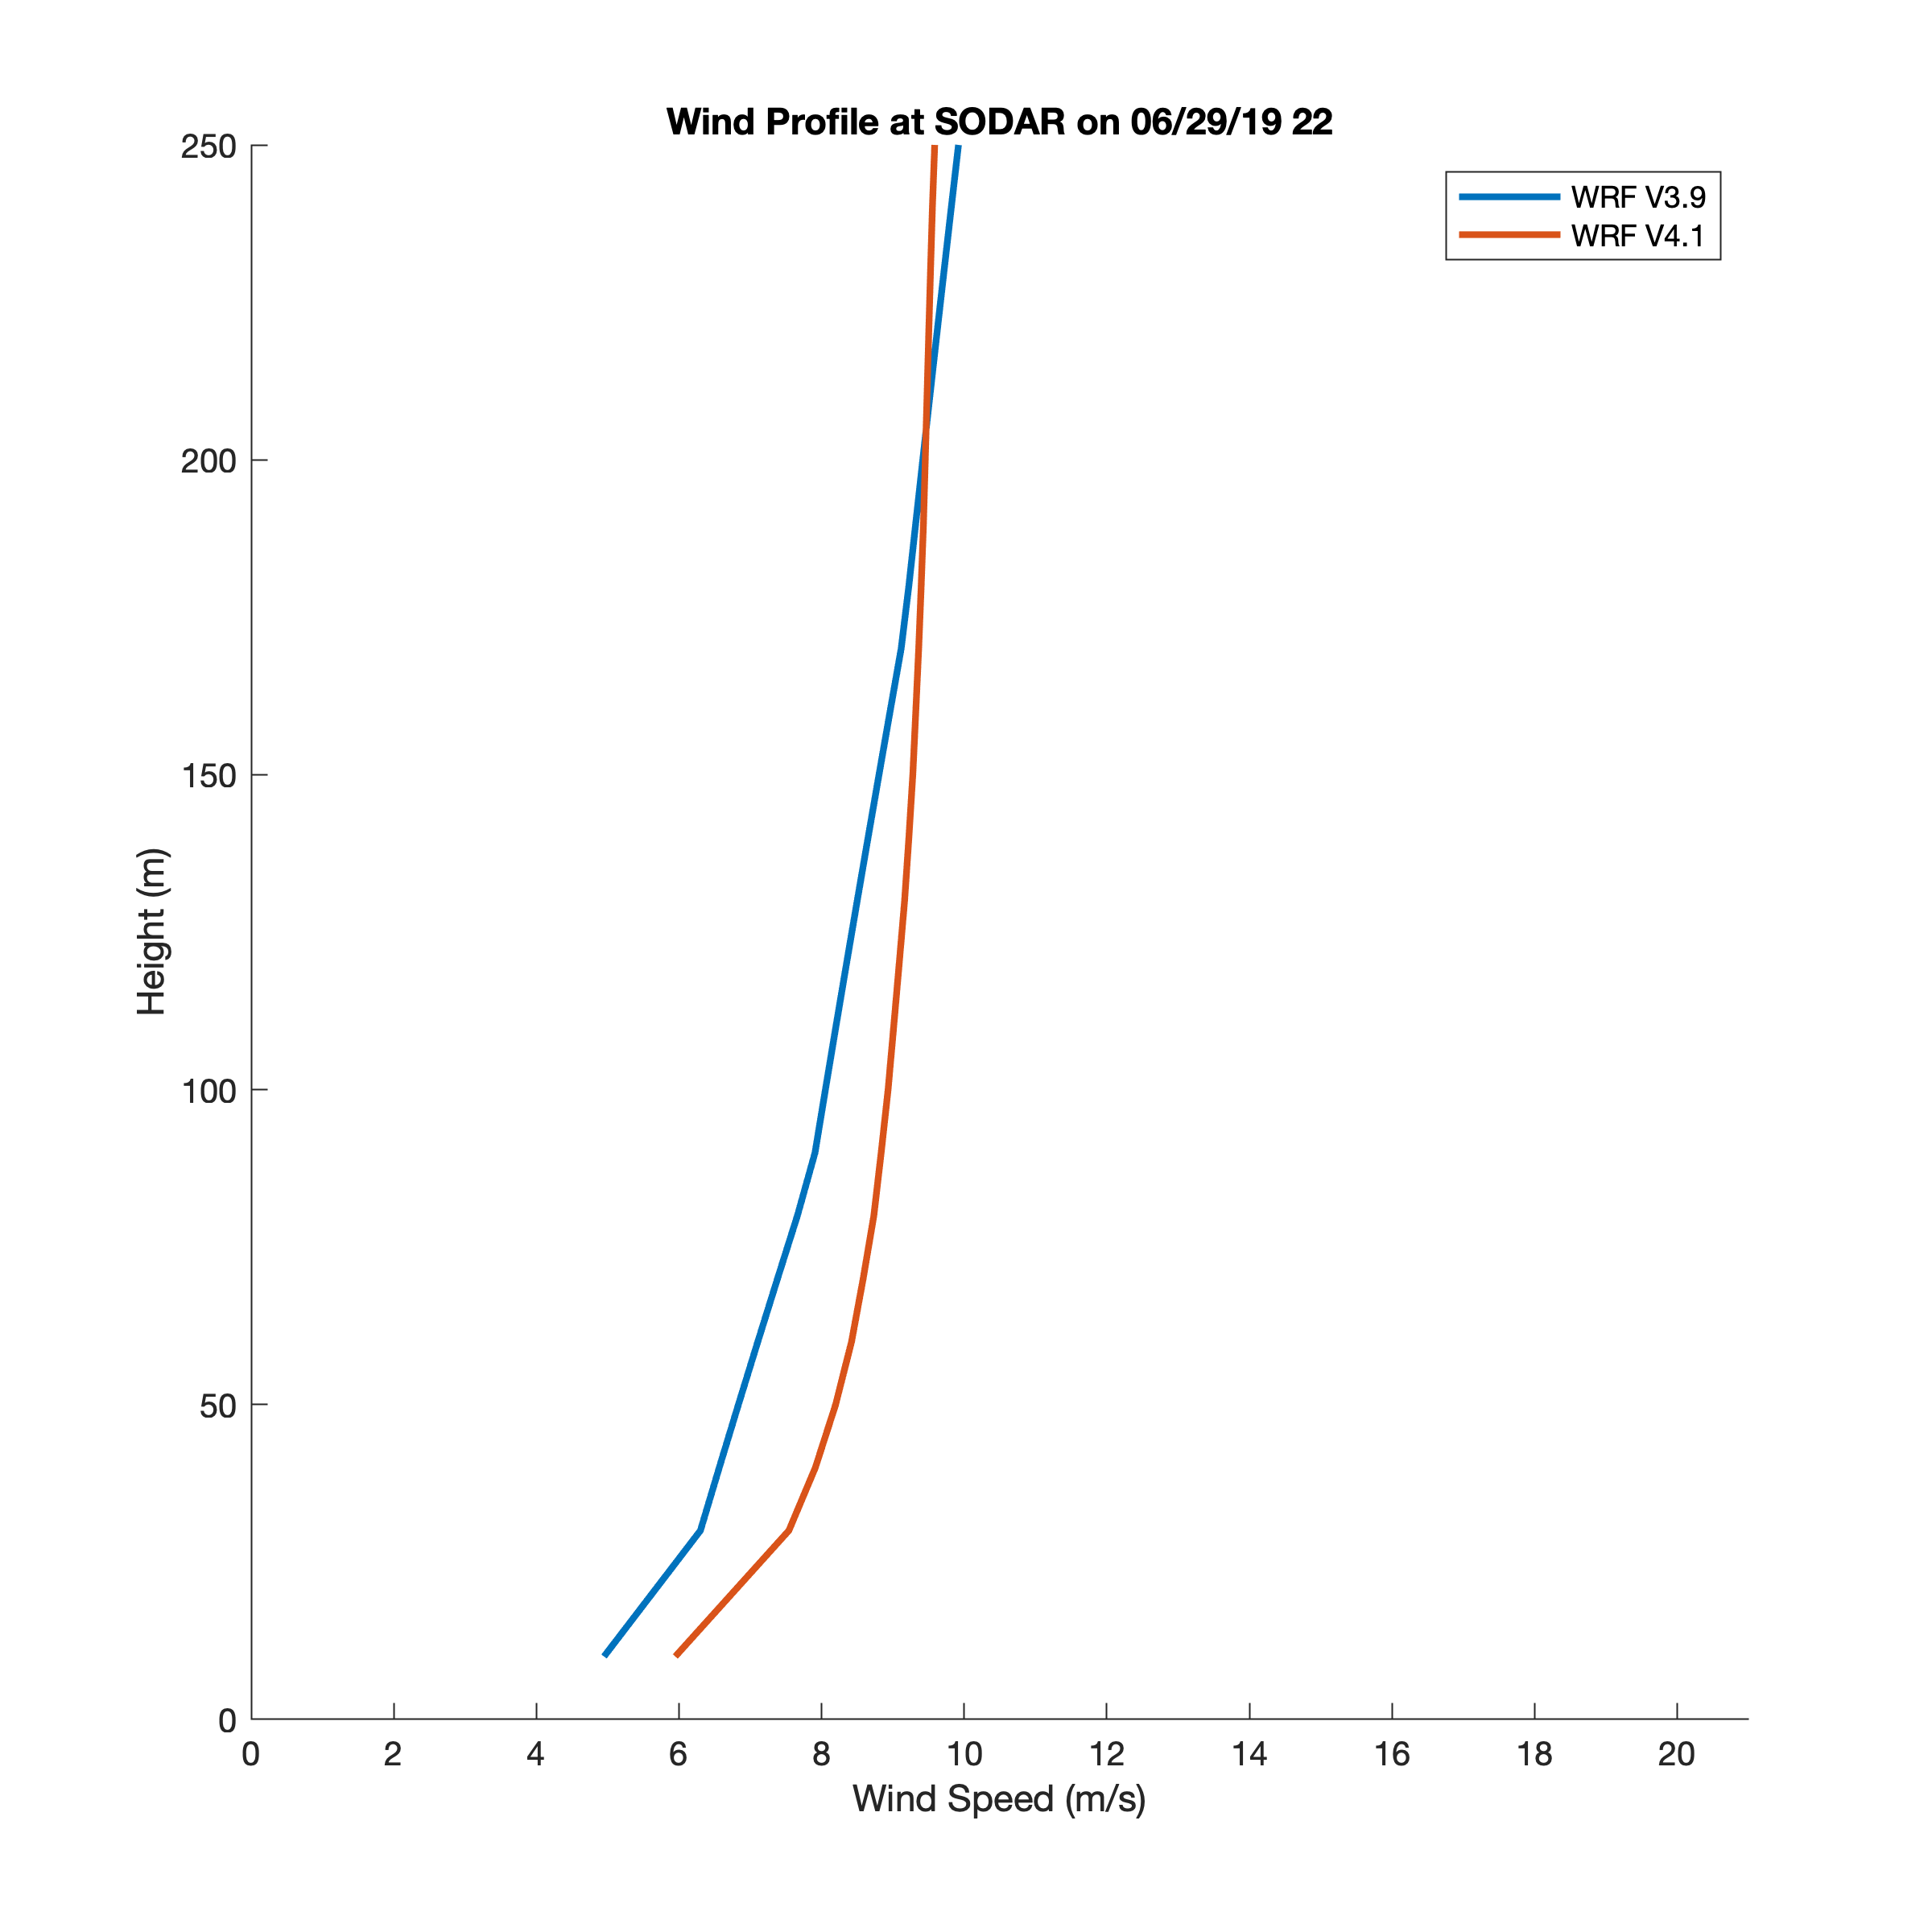 Wind Profile at SODAR on 06/29/19 22
WRF V3.9
WRF V4.1
250
200
150
100
50
0
Height (m)
0 2 4 6 8 10 12 14 16 18 20
Wind Speed (m/s)